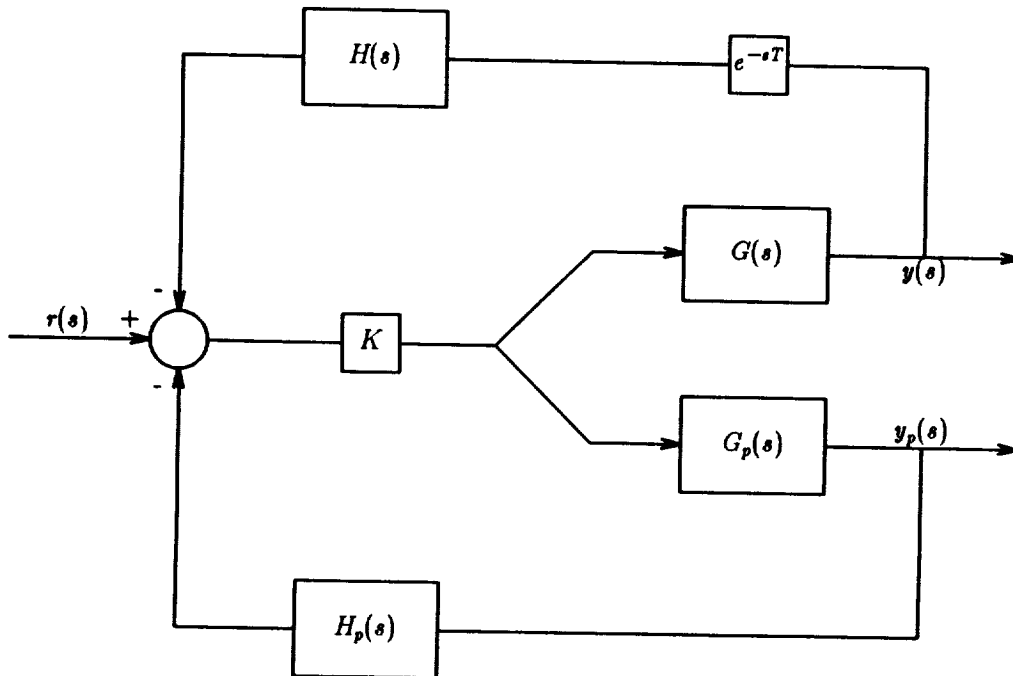 H(s)
e^{-sT}
G(s)
y(s)
-
r(s)
+
K
-
G_p(s)
y_p(s)
H_p(s)